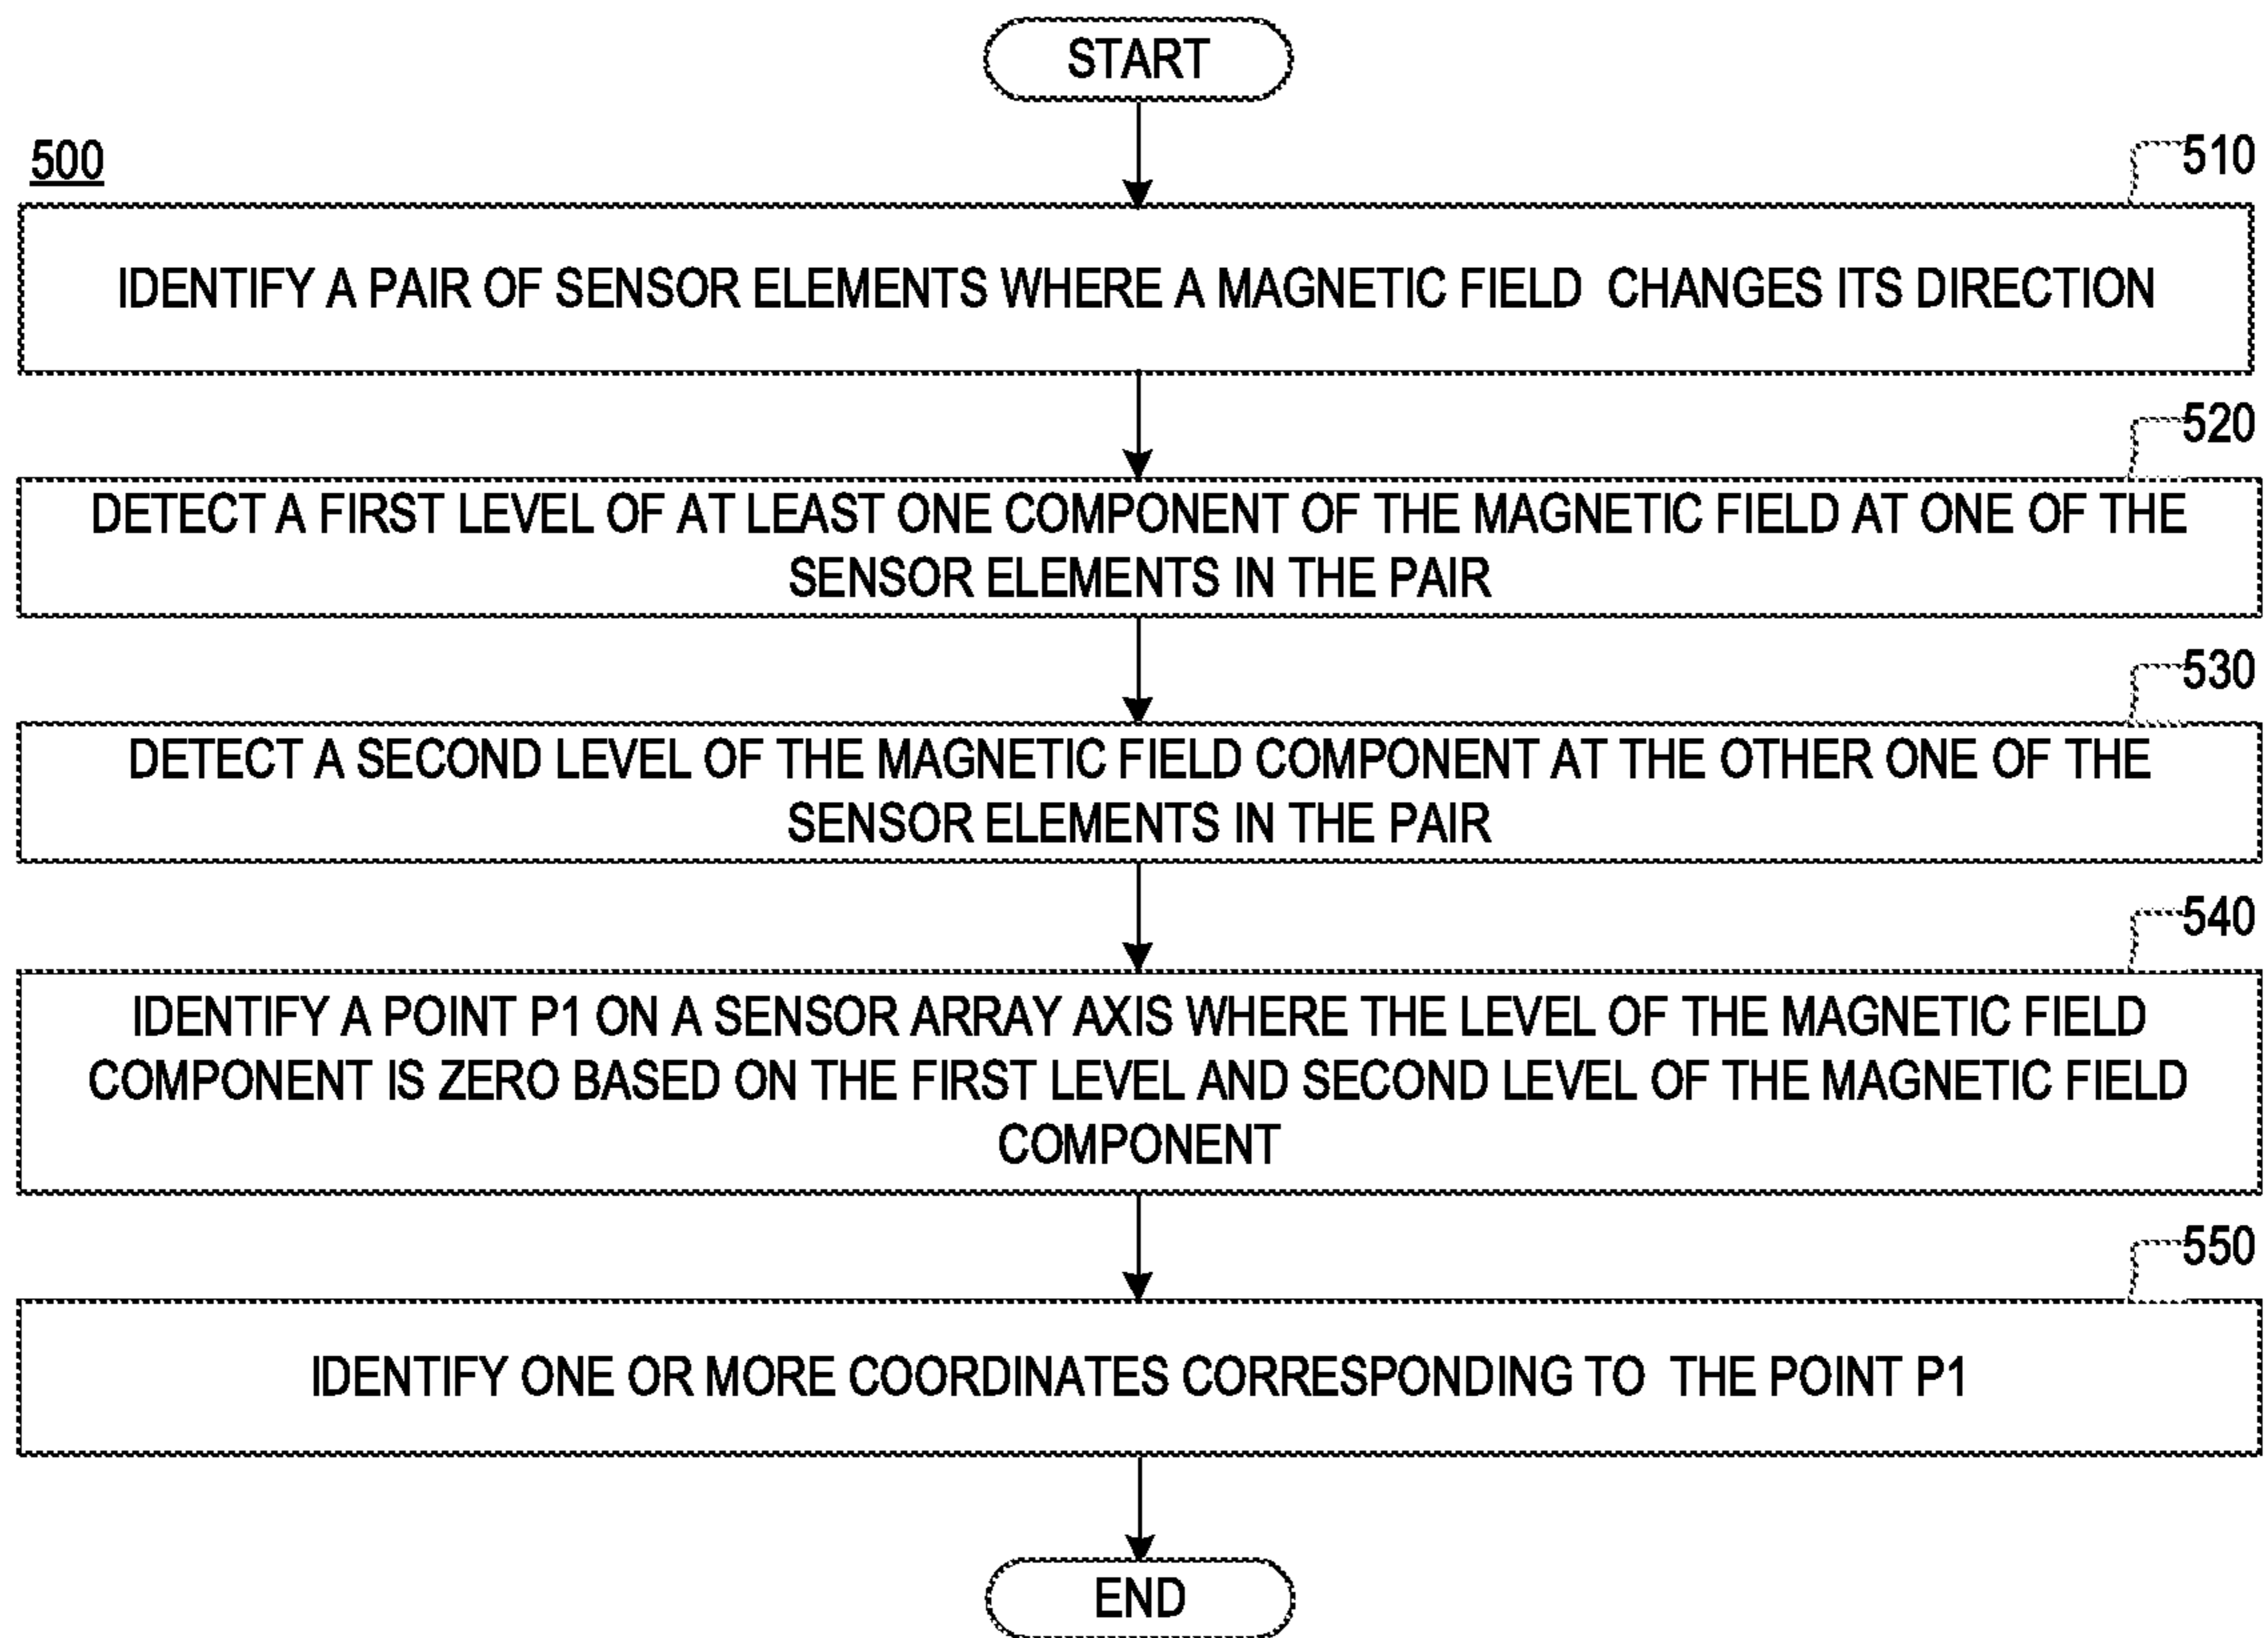 START
500
510
IDENTIFY A PAIR OF SENSOR ELEMENTS WHERE A MAGNETIC FIELD CHANGES ITS DIRECTION
520
DETECT A FIRST LEVEL OF AT LEAST ONE COMPONENT OF THE MAGNETIC FIELD AT ONE OF THE
SENSOR ELEMENTS IN THE PAIR
530
DETECT A SECOND LEVEL OF THE MAGNETIC FIELD COMPONENT AT THE OTHER ONE OF THE
SENSOR ELEMENTS IN THE PAIR
540
IDENTIFY A POINT P1 ON A SENSOR ARRAY AXIS WHERE THE LEVEL OF THE MAGNETIC FIELD
COMPONENT IS ZERO BASED ON THE FIRST LEVEL AND SECOND LEVEL OF THE MAGNETIC FIELD
COMPONENT
550
IDENTIFY ONE OR MORE COORDINATES CORRESPONDING TO THE POINT P1
END